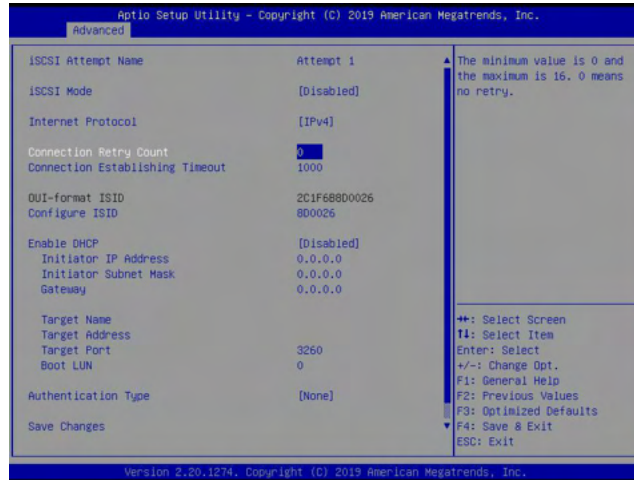 Aptio Setup Utility – Copyright (C) 2019 American Megatrends, Inc.
Advanced
iSCSI Attempt Name Attempt 1
iSCSI Mode [Disabled]
Internet Protocol [IPv4]
Connection Retry Count 0
Connection Establishing Timeout 1000
OUI-format ISID 2C1F6B8D0026
Configure ISID 8D0026
Enable DHCP [Disabled]
Initiator IP Address 0.0.0.0
Initiator Subnet Mask 0.0.0.0
Gateway 0.0.0.0
Target Name
Target Address
Target Port 3260
Boot LUN 0
Authentication Type [None]
Save Changes
The minimum value is 0 and
the maximum is 16. 0 means
no retry.
→←: Select Screen
↑↓: Select Item
Enter: Select
+/-: Change Opt.
F1: General Help
F2: Previous Values
F3: Optimized Defaults
F4: Save & Exit
ESC: Exit
Version 2.20.1274. Copyright (C) 2019 American Megatrends, Inc.